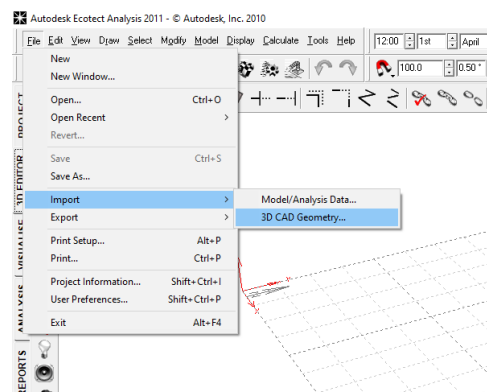 Autodesk Ecotect Analysis 2011 - © Autodesk, Inc. 2010
File Edit View Draw Select Modify Model Display Calculate Tools Help
12:00 1st April
New
New Window...
100.0 0.50 °
Open... Ctrl+O
Open Recent
Revert...
Save Ctrl+S
Save As...
Import
Model/Analysis Data...
Export
3D CAD Geometry...
Print Setup... Alt+P
Print... Ctrl+P
Project Information... Shift+Ctrl+I
User Preferences... Shift+Ctrl+P
Exit Alt+F4
PROJECT
3D EDITOR
VISUALISE
ANALYSIS
REPORTS